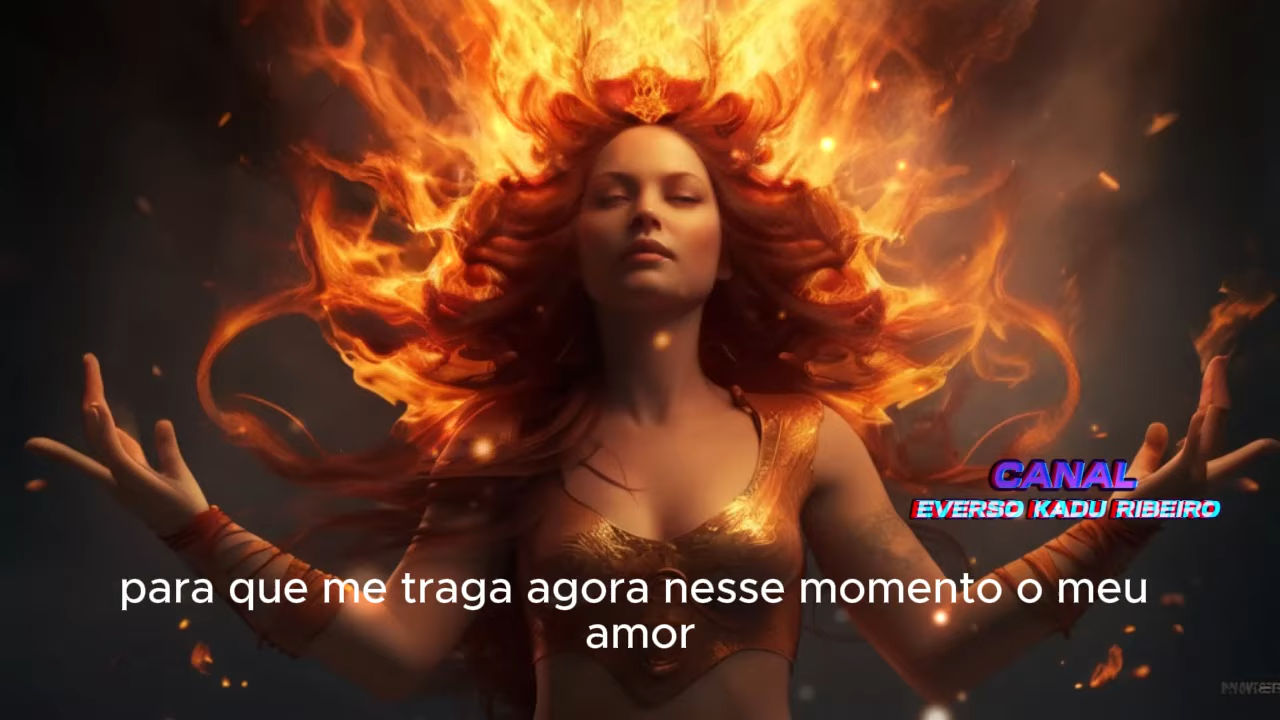 CANAL
EVERSO KADU RIBEIRO
para que me traga agora nesse momento o meu
amor